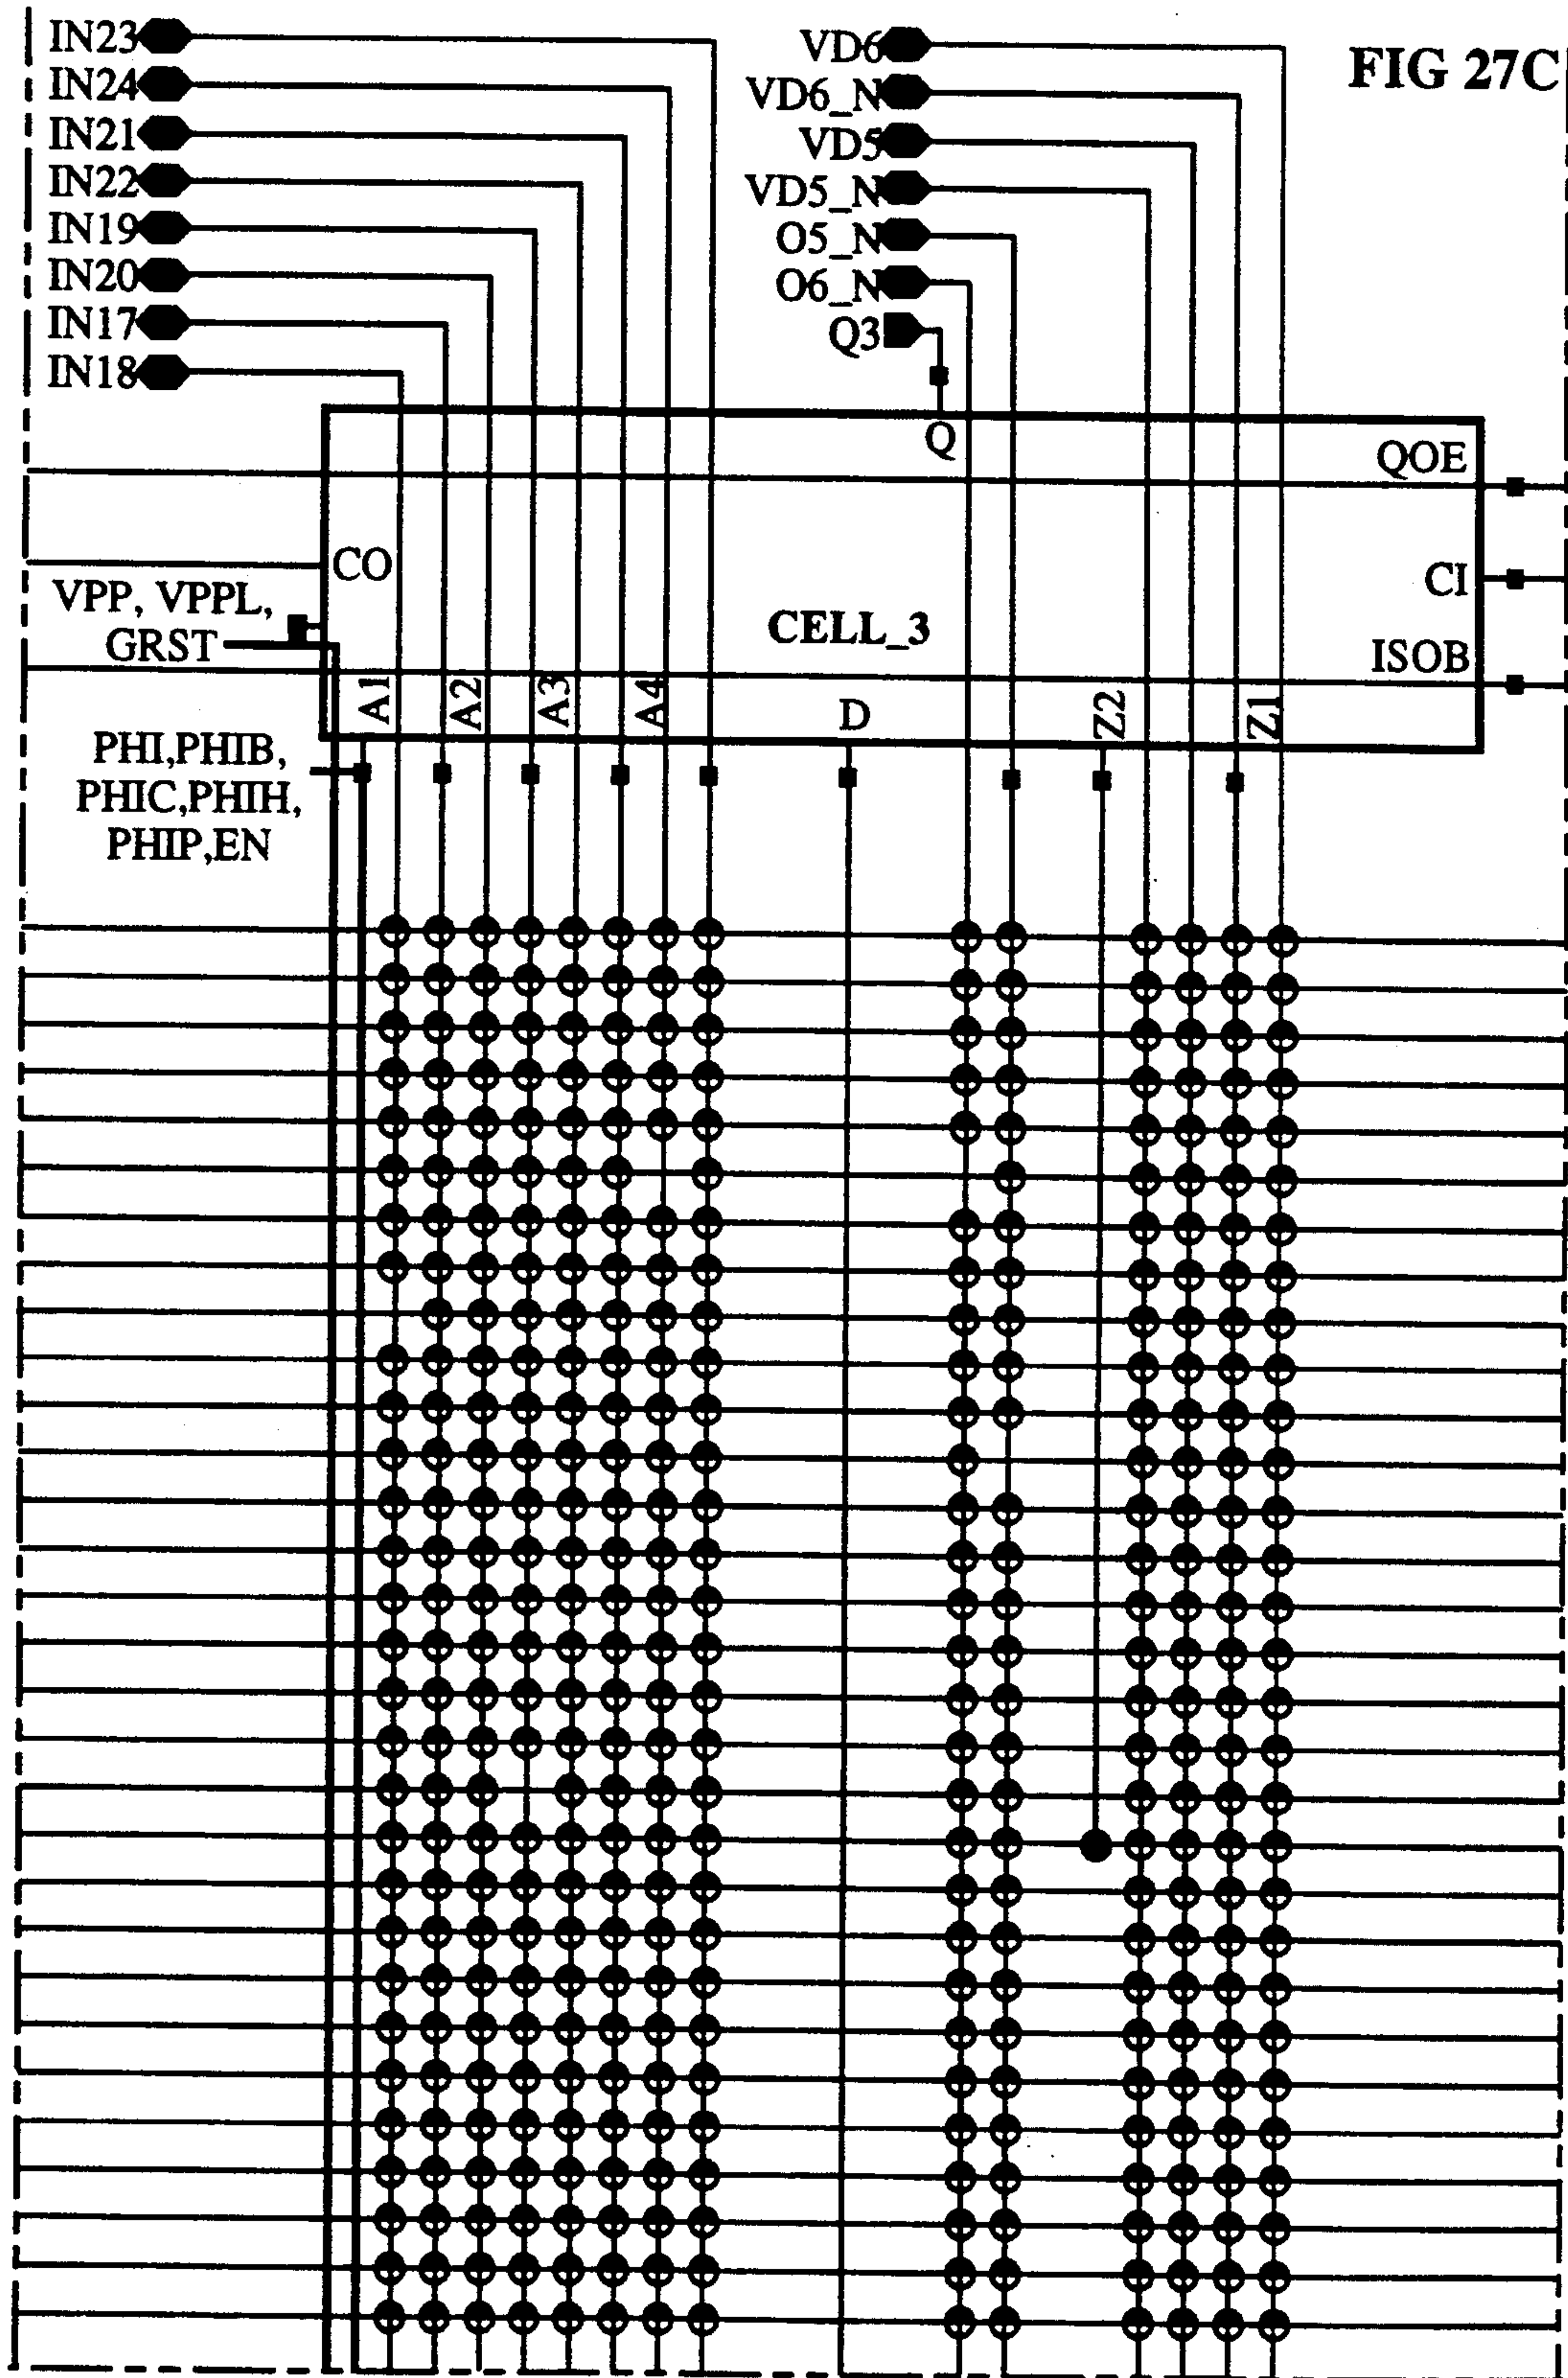 FIG 27C
IN23
IN24
IN21
IN22
IN19
IN20
IN17
IN18
VD6
VD6_N
VD5
VD5_N
O5_N
O6_N
Q3
Q
QOE
CO
CI
VPP, VPPL,
GRST
CELL_3
ISOB
A1
A2
A3
A4
D
Z2
Z1
PHI,PHIB,
PHIC,PHIH,
PHIP,EN